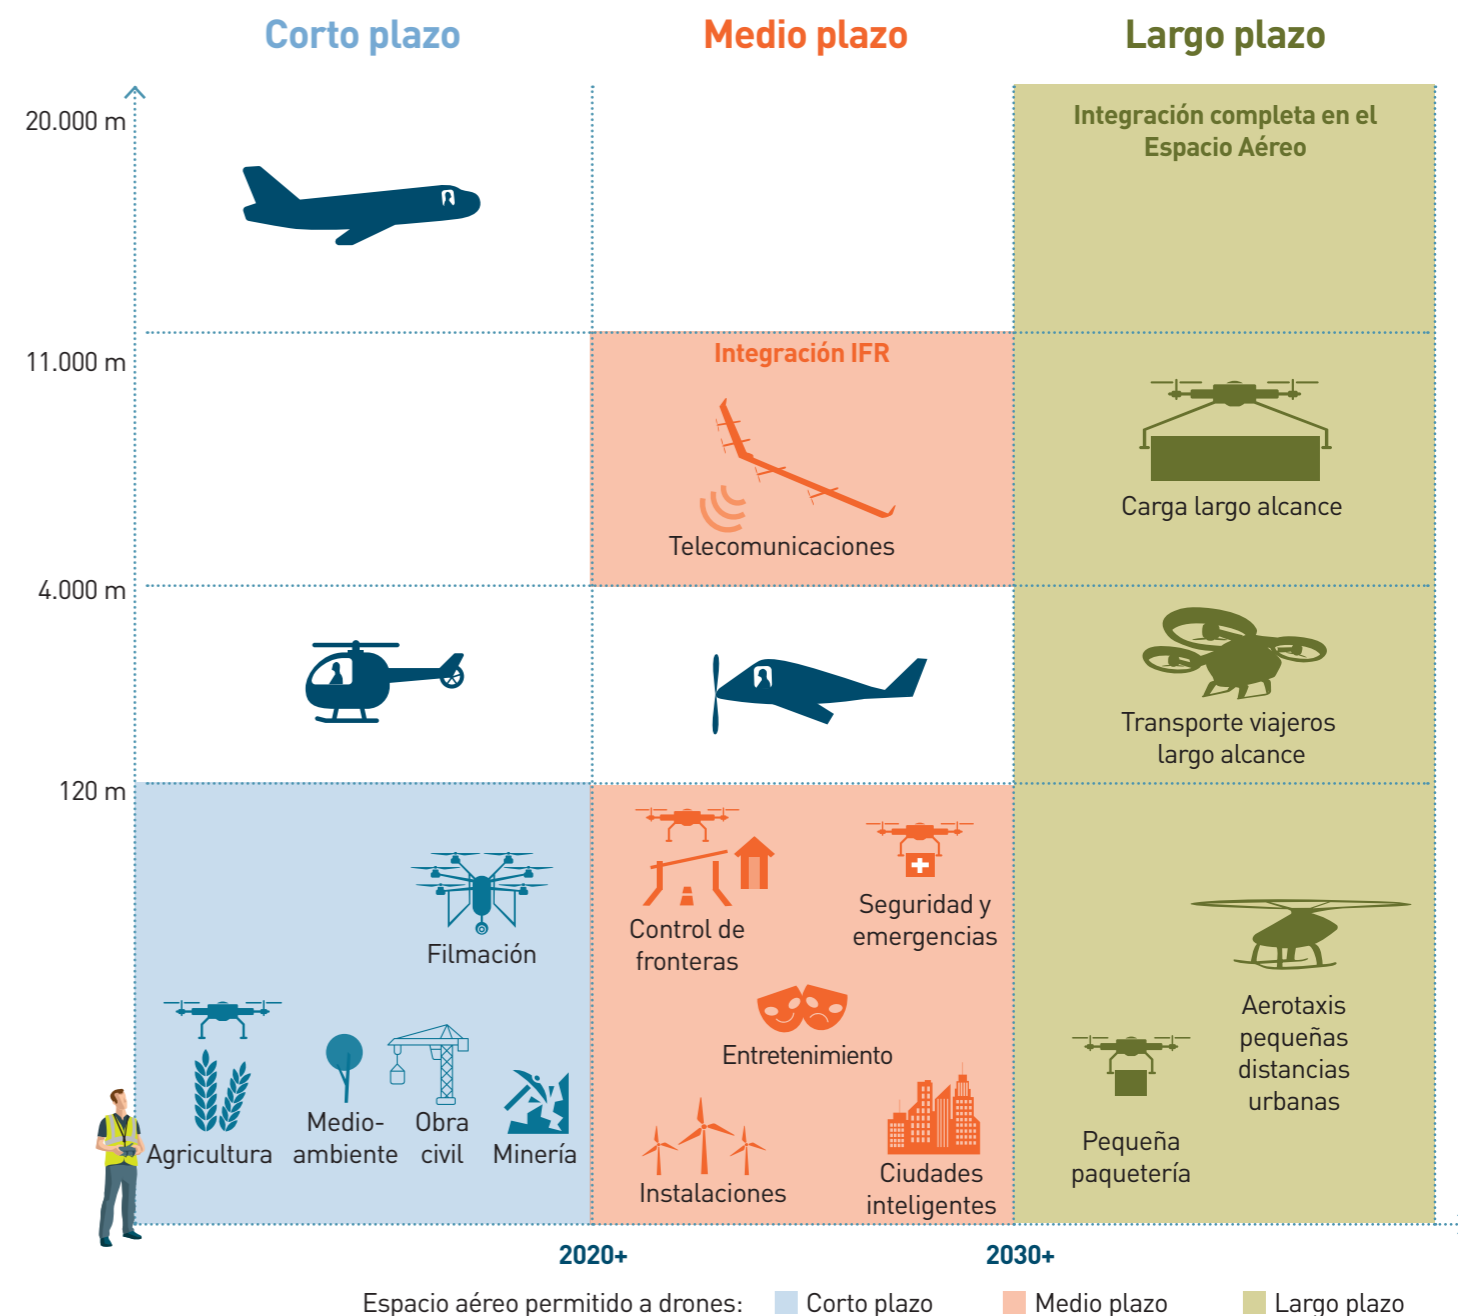 Corto plazo
Medio plazo
Largo plazo
20.000 m
Integración completa en el
Espacio Aéreo
11.000 m
Integración IFR
Telecomunicaciones
Carga largo alcance
4.000 m
Transporte viajeros
largo alcance
120 m
Filmación
Agricultura
Medio-
ambiente
Obra
civil
Minería
Control de
fronteras
Seguridad y
emergencias
Entretenimiento
Instalaciones
Ciudades
inteligentes
Aerotaxis
pequeñas
distancias
urbanas
Pequeña
paquetería
2020+
2030+
Espacio aéreo permitido a drones:
Corto plazo
Medio plazo
Largo plazo